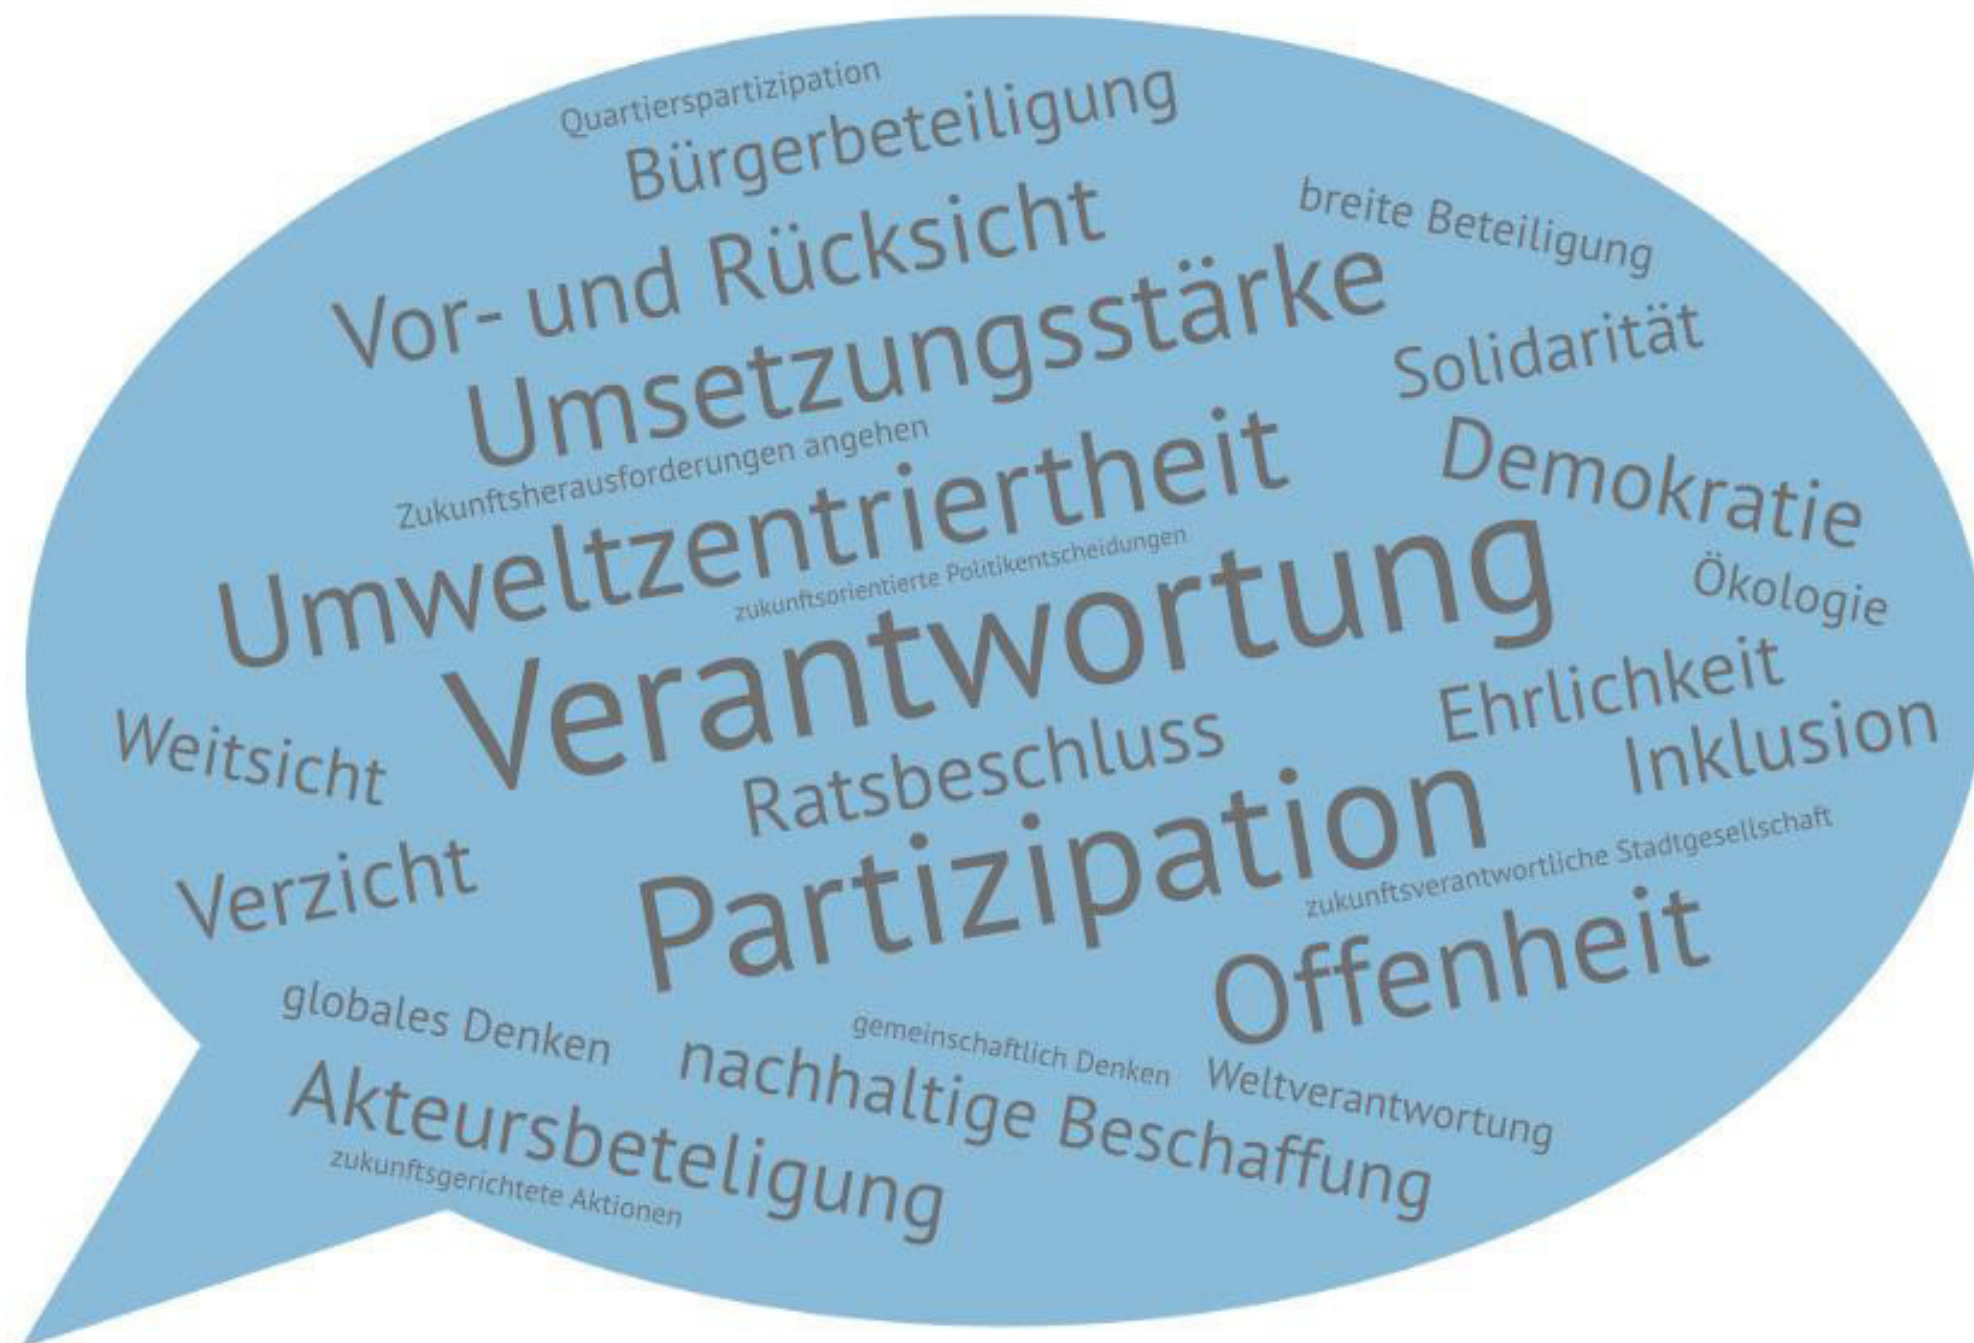 Quartierspartizipation
Bürgerbeteiligung
breite Beteiligung
Vor- und Rücksicht
Umsetzungsstärke
Solidarität
Zukunftsherausforderungen angehen
Demokratie
Umweltzentriertheit
zukunftsorientierte Politikentscheidungen
Ökologie
Verantwortung
Ehrlichkeit
Weitsicht
Ratsbeschluss
Inklusion
Verzicht
Partizipation
zukunftsverantwortliche Stadtgesellschaft
Offenheit
globales Denken
gemeinschaftlich Denken
nachhaltige Beschaffung
Weltverantwortung
Akteursbeteligung
zukunftsgerichtete Aktionen